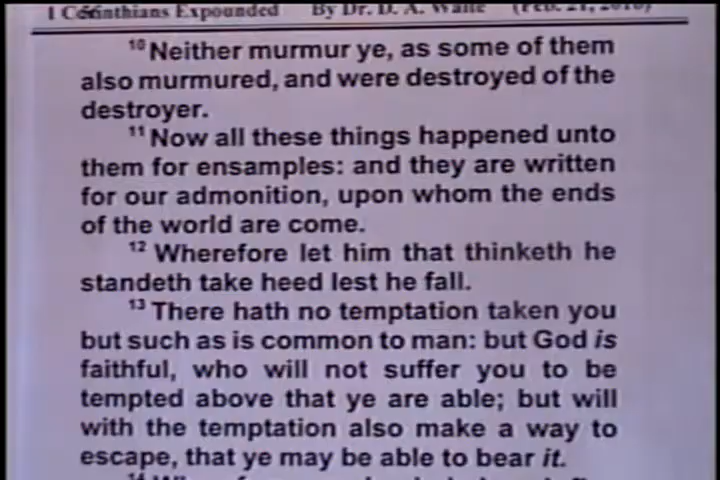 1 Corinthians Expounded By Dr. D. A. Waite (Feb. 21, 2010)
10 Neither murmur ye, as some of them
also murmured, and were destroyed of the
destroyer.
11 Now all these things happened unto
them for ensamples: and they are written
for our admonition, upon whom the ends
of the world are come.
12 Wherefore let him that thinketh he
standeth take heed lest he fall.
13 There hath no temptation taken you
but such as is common to man: but God is
faithful, who will not suffer you to be
tempted above that ye are able; but will
with the temptation also make a way to
escape, that ye may be able to bear it.